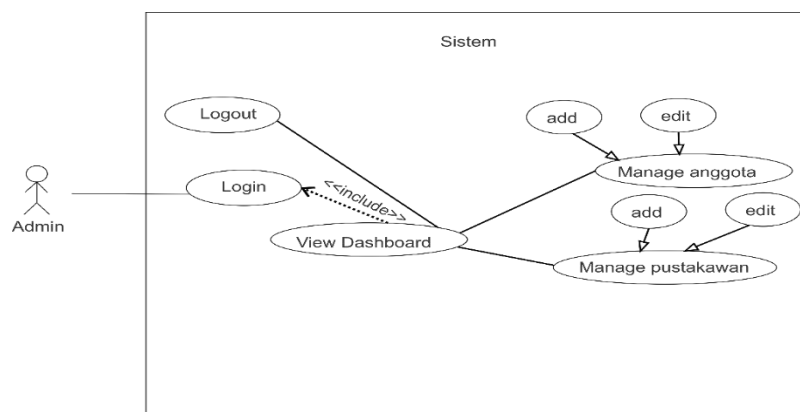 Sistem
Logout
add
edit
Login
<<include>>
Manage anggota
Admin
add
edit
View Dashboard
Manage pustakawan